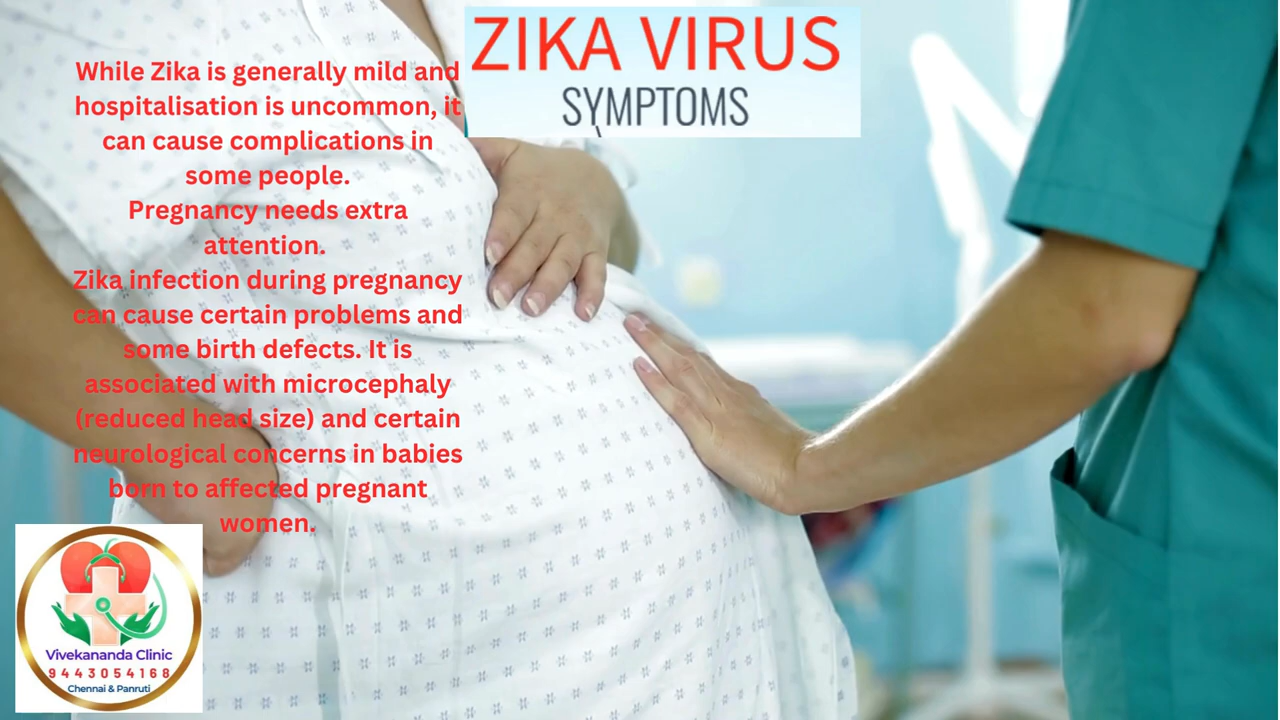 ZIKA VIRUS
SYMPTOMS
While Zika is generally mild and
hospitalisation is uncommon, it
can cause complications in
some people.
Pregnancy needs extra
attention.
Zika infection during pregnancy
can cause certain problems and
some birth defects. It is
associated with microcephaly
(reduced head size) and certain
neurological concerns in babies
born to affected pregnant
women.
Vivekananda Clinic
9443054168
Chennai & Panruti